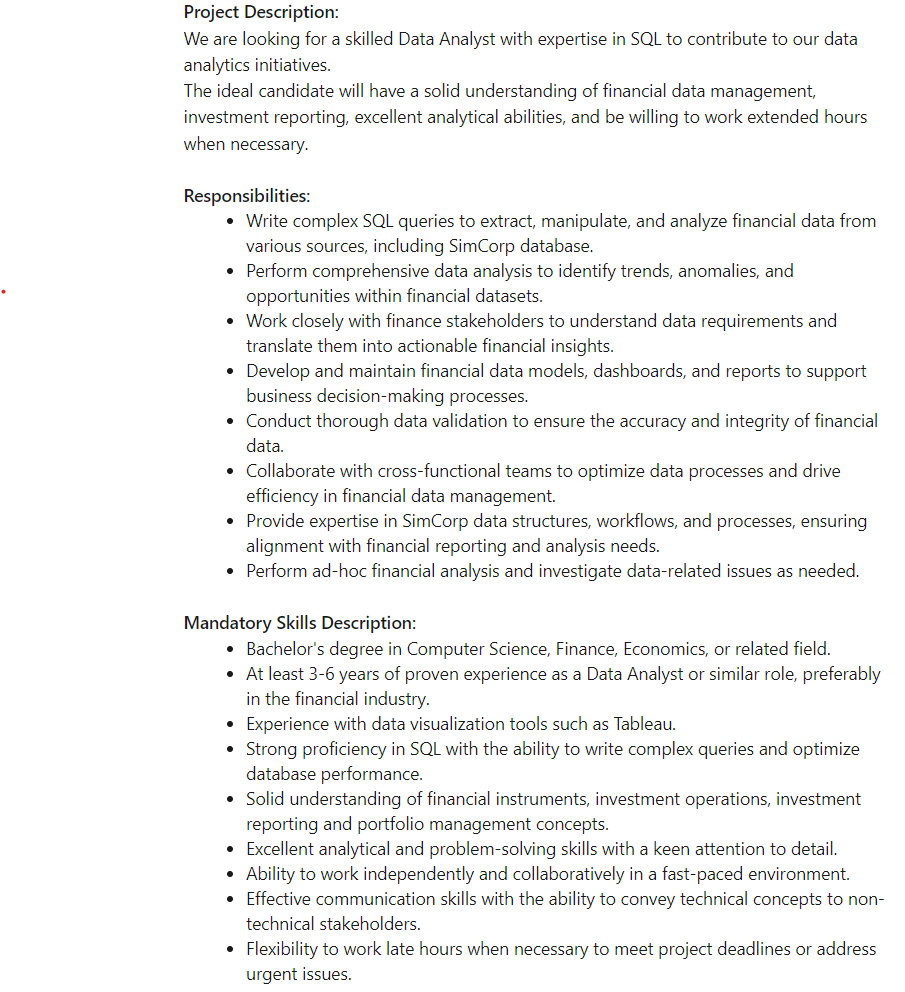 Project Description:
We are looking for a skilled Data Analyst with expertise in SQL to contribute to our data
analytics initiatives.
The ideal candidate will have a solid understanding of financial data management,
investment reporting, excellent analytical abilities, and be willing to work extended hours
when necessary.
Responsibilities:
• Write complex SQL queries to extract, manipulate, and analyze financial data from
various sources, including SimCorp database.
• Perform comprehensive data analysis to identify trends, anomalies, and
opportunities within financial datasets.
• Work closely with finance stakeholders to understand data requirements and
translate them into actionable financial insights.
• Develop and maintain financial data models, dashboards, and reports to support
business decision-making processes.
• Conduct thorough data validation to ensure the accuracy and integrity of financial
data.
• Collaborate with cross-functional teams to optimize data processes and drive
efficiency in financial data management.
• Provide expertise in SimCorp data structures, workflows, and processes, ensuring
alignment with financial reporting and analysis needs.
• Perform ad-hoc financial analysis and investigate data-related issues as needed.
Mandatory Skills Description:
• Bachelor's degree in Computer Science, Finance, Economics, or related field.
• At least 3-6 years of proven experience as a Data Analyst or similar role, preferably
in the financial industry.
• Experience with data visualization tools such as Tableau.
• Strong proficiency in SQL with the ability to write complex queries and optimize
database performance.
• Solid understanding of financial instruments, investment operations, investment
reporting and portfolio management concepts.
• Excellent analytical and problem-solving skills with a keen attention to detail.
• Ability to work independently and collaboratively in a fast-paced environment.
• Effective communication skills with the ability to convey technical concepts to non-
technical stakeholders.
• Flexibility to work late hours when necessary to meet project deadlines or address
urgent issues.